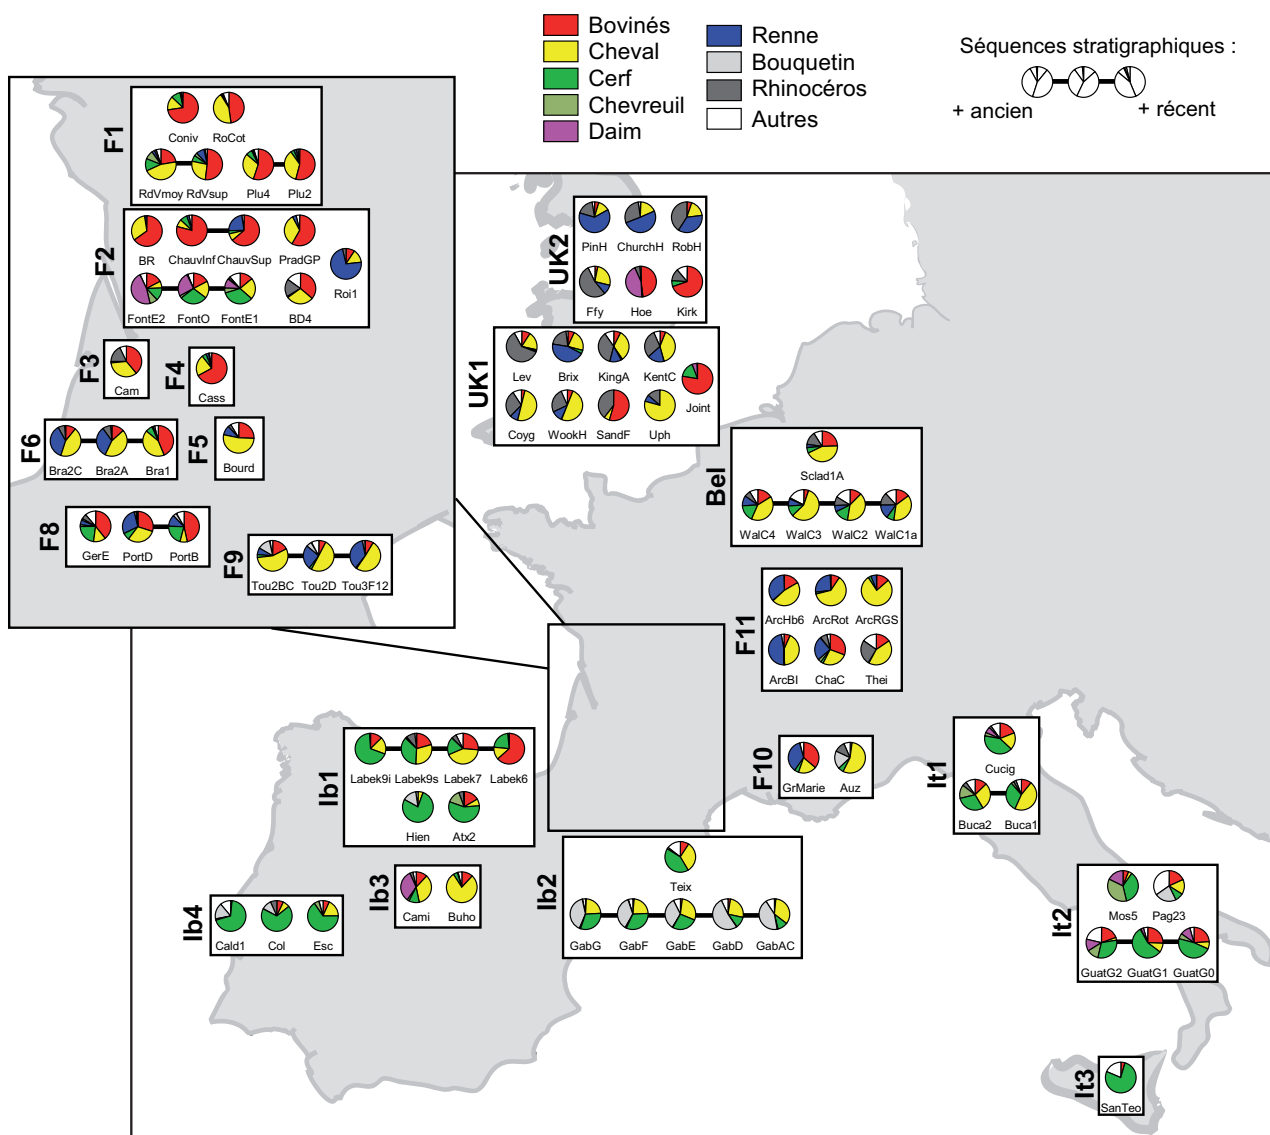 Bovinés
Cheval
Cerf
Chevreuil
Daim
Renne
Bouquetin
Rhinocéros
Autres
Séquences stratigraphiques :
+ ancien
+ récent
F1
Coniv RoCot
RdVmoy RdVsup Plu4 Plu2
F2
BR ChauvInf ChauvSup PradGP
Roi1
FontE2 FontO FontE1 BD4
F3
Cam
F4
Cass
F5
Bourd
F6
Bra2C Bra2A Bra1
F8
GerE PortD PortB
F9
Tou2BC Tou2D Tou3F12
UK2
PinH ChurchH RobH
Ffy Hoe Kirk
UK1
Lev Brix KingA KentC
Joint
Coyg WookH SandF Uph
Bel
Sclad1A
WalC4 WalC3 WalC2 WalC1a
F11
ArcHb6 ArcRot ArcRGS
ArcBI ChaC Thei
F10
GrMarie Auz
Ib1
Labek9i Labek9s Labek7 Labek6
Hien Atx2
Ib3
Cami Buho
Ib4
Cald1 Col Esc
Ib2
Teix
GabG GabF GabE GabD GabAC
It1
Cucig
Buca2 Buca1
It2
Mos5 Pag23
GuatG2 GuatG1 GuatG0
It3
SanTeo